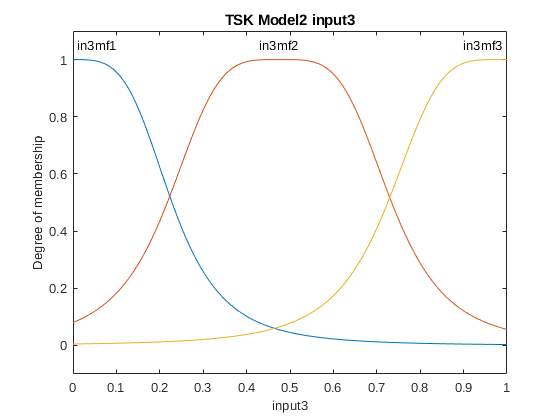 TSK Model2 input3
in3mf1
in3mf2
in3mf3
1
0.8
0.6
0.4
0.2
0
Degree of membership
0 0.1 0.2 0.3 0.4 0.5 0.6 0.7 0.8 0.9 1
input3